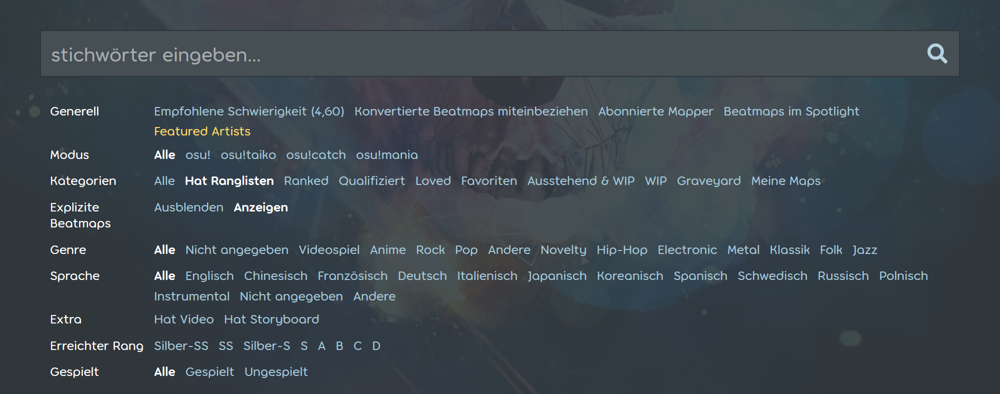 stichwörter eingeben...
Generell Empfohlene Schwierigkeit (4,60) Konvertierte Beatmaps miteinbeziehen Abonnierte Mapper Beatmaps im Spotlight
Featured Artists
Modus Alle osu! osu!taiko osu!catch osu!mania
Kategorien Alle Hat Ranglisten Ranked Qualifiziert Loved Favoriten Ausstehend & WIP WIP Graveyard Meine Maps
Explizite Ausblenden Anzeigen
Beatmaps
Genre Alle Nicht angegeben Videospiel Anime Rock Pop Andere Novelty Hip-Hop Electronic Metal Klassik Folk Jazz
Sprache Alle Englisch Chinesisch Französisch Deutsch Italienisch Japanisch Koreanisch Spanisch Schwedisch Russisch Polnisch
Instrumental Nicht angegeben Andere
Extra Hat Video Hat Storyboard
Erreichter Rang Silber-SS SS Silber-S S A B C D
Gespielt Alle Gespielt Ungespielt